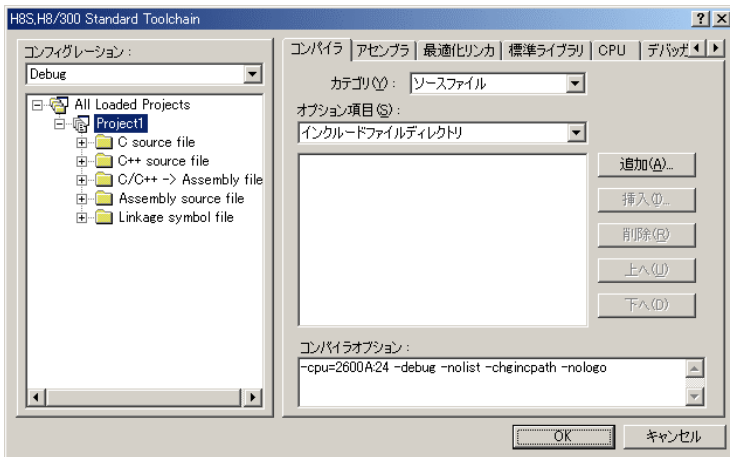 H8S,H8/300 Standard Toolchain
コンフィグレーション :
Debug
All Loaded Projects
Project1
C source file
C++ source file
C/C++ -> Assembly file
Assembly source file
Linkage symbol file
コンパイラ アセンブラ 最適化リンカ 標準ライブラリ CPU デバッガ
カテゴリ(Y) : ソースファイル
オプション項目(S) :
インクルードファイルディレクトリ
追加(A)...
挿入(I)...
削除(R)
上へ(U)
下へ(D)
コンパイラオプション :
-cpu=2600A:24 -debug -nolist -chgincpath -nologo
OK キャンセル